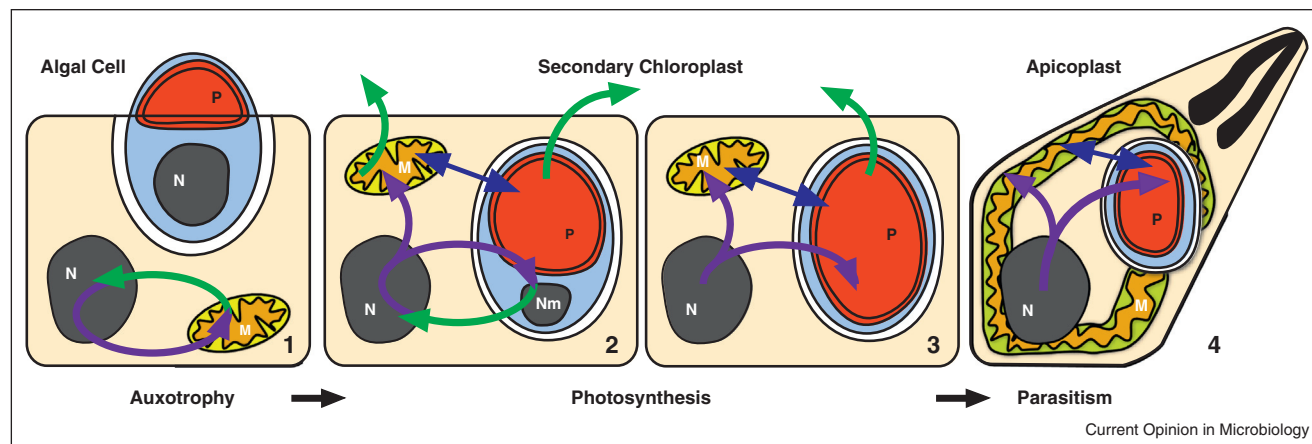 Algal Cell
Secondary Chloroplast
Apicoplast
P
N
N
M
1
M
P
N
Nm
2
M
P
N
3
P
N
M
4
Auxotrophy
Photosynthesis
Parasitism
Current Opinion in Microbiology